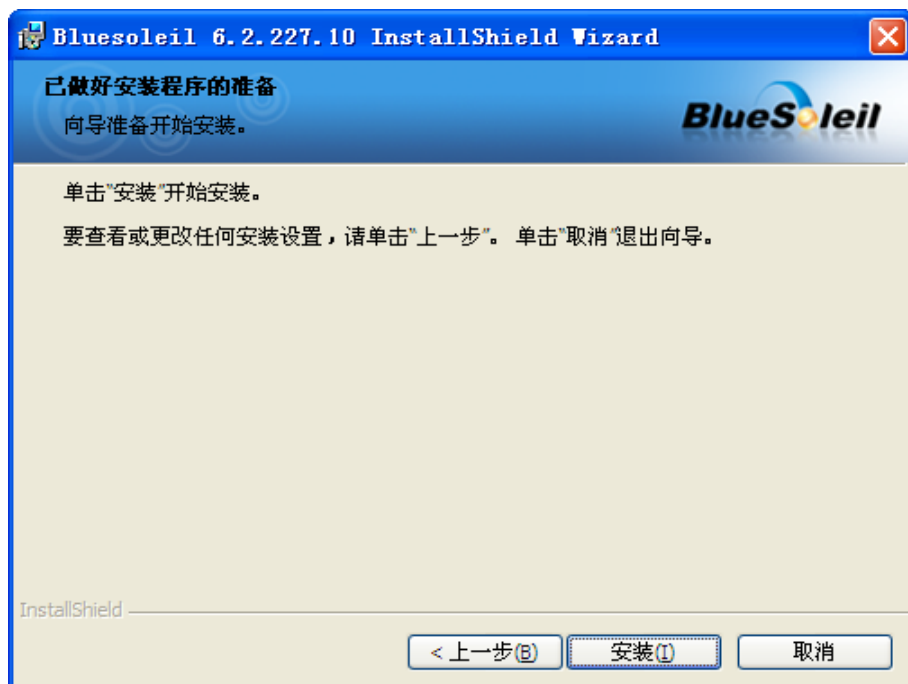 Bluesoleil 6.2.227.10 InstallShield Wizard
已做好安装程序的准备
向导准备开始安装。
BlueSoleil
单击"安装"开始安装。
要查看或更改任何安装设置，请单击"上一步"。 单击"取消"退出向导。
InstallShield
< 上一步(B)
安装(I)
取消